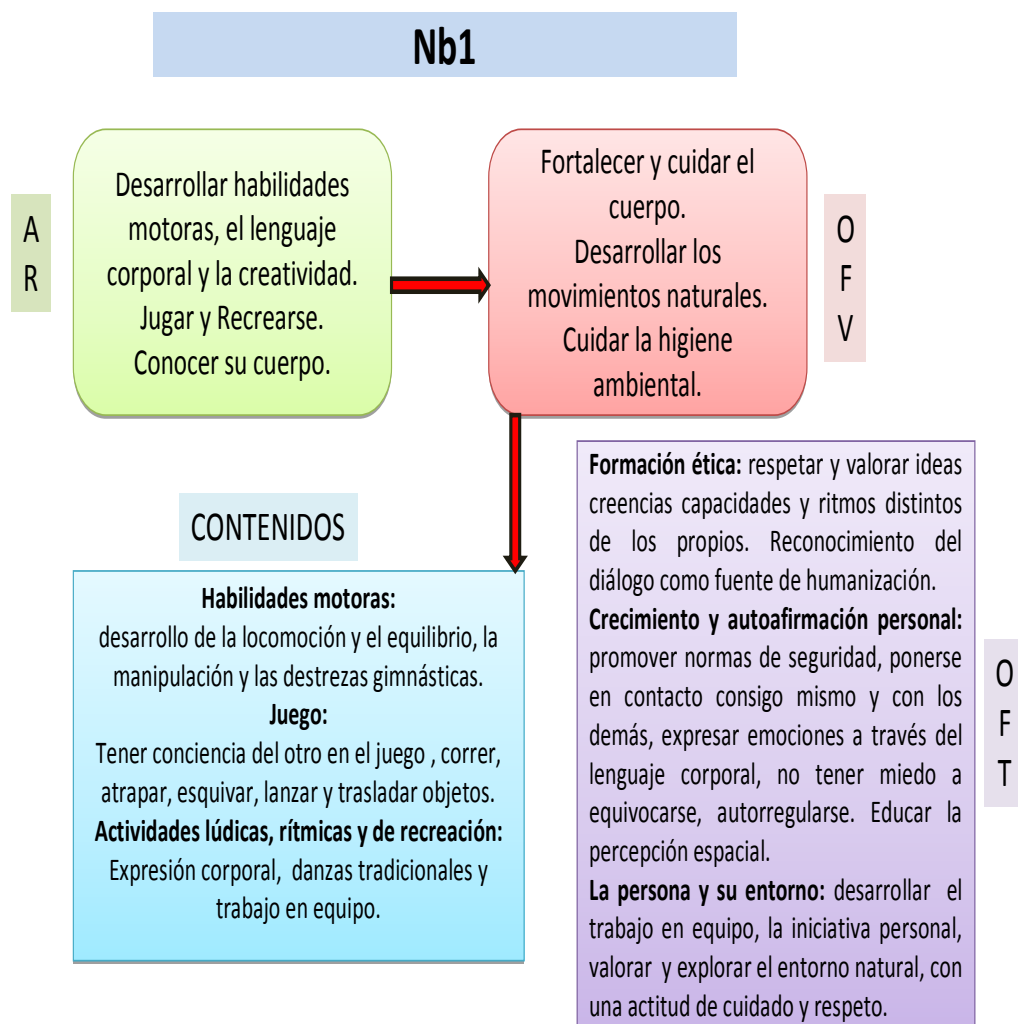 Nb1
A
R
Desarrollar habilidades
motoras, el lenguaje
corporal y la creatividad.
Jugar y Recrearse.
Conocer su cuerpo.
Fortalecer y cuidar el
cuerpo.
Desarrollar los
movimientos naturales.
Cuidar la higiene
ambiental.
O
F
V
CONTENIDOS
Habilidades motoras:
desarrollo de la locomoción y el equilibrio, la
manipulación y las destrezas gimnásticas.
Juego:
Tener conciencia del otro en el juego , correr,
atrapar, esquivar, lanzar y trasladar objetos.
Actividades lúdicas, rítmicas y de recreación:
Expresión corporal, danzas tradicionales y
trabajo en equipo.
Formación ética: respetar y valorar ideas
creencias capacidades y ritmos distintos
de los propios. Reconocimiento del
diálogo como fuente de humanización.
Crecimiento y autoafirmación personal:
promover normas de seguridad, ponerse
en contacto consigo mismo y con los
demás, expresar emociones a través del
lenguaje corporal, no tener miedo a
equivocarse, autorregularse. Educar la
percepción espacial.
La persona y su entorno: desarrollar el
trabajo en equipo, la iniciativa personal,
valorar y explorar el entorno natural, con
una actitud de cuidado y respeto.
O
F
T